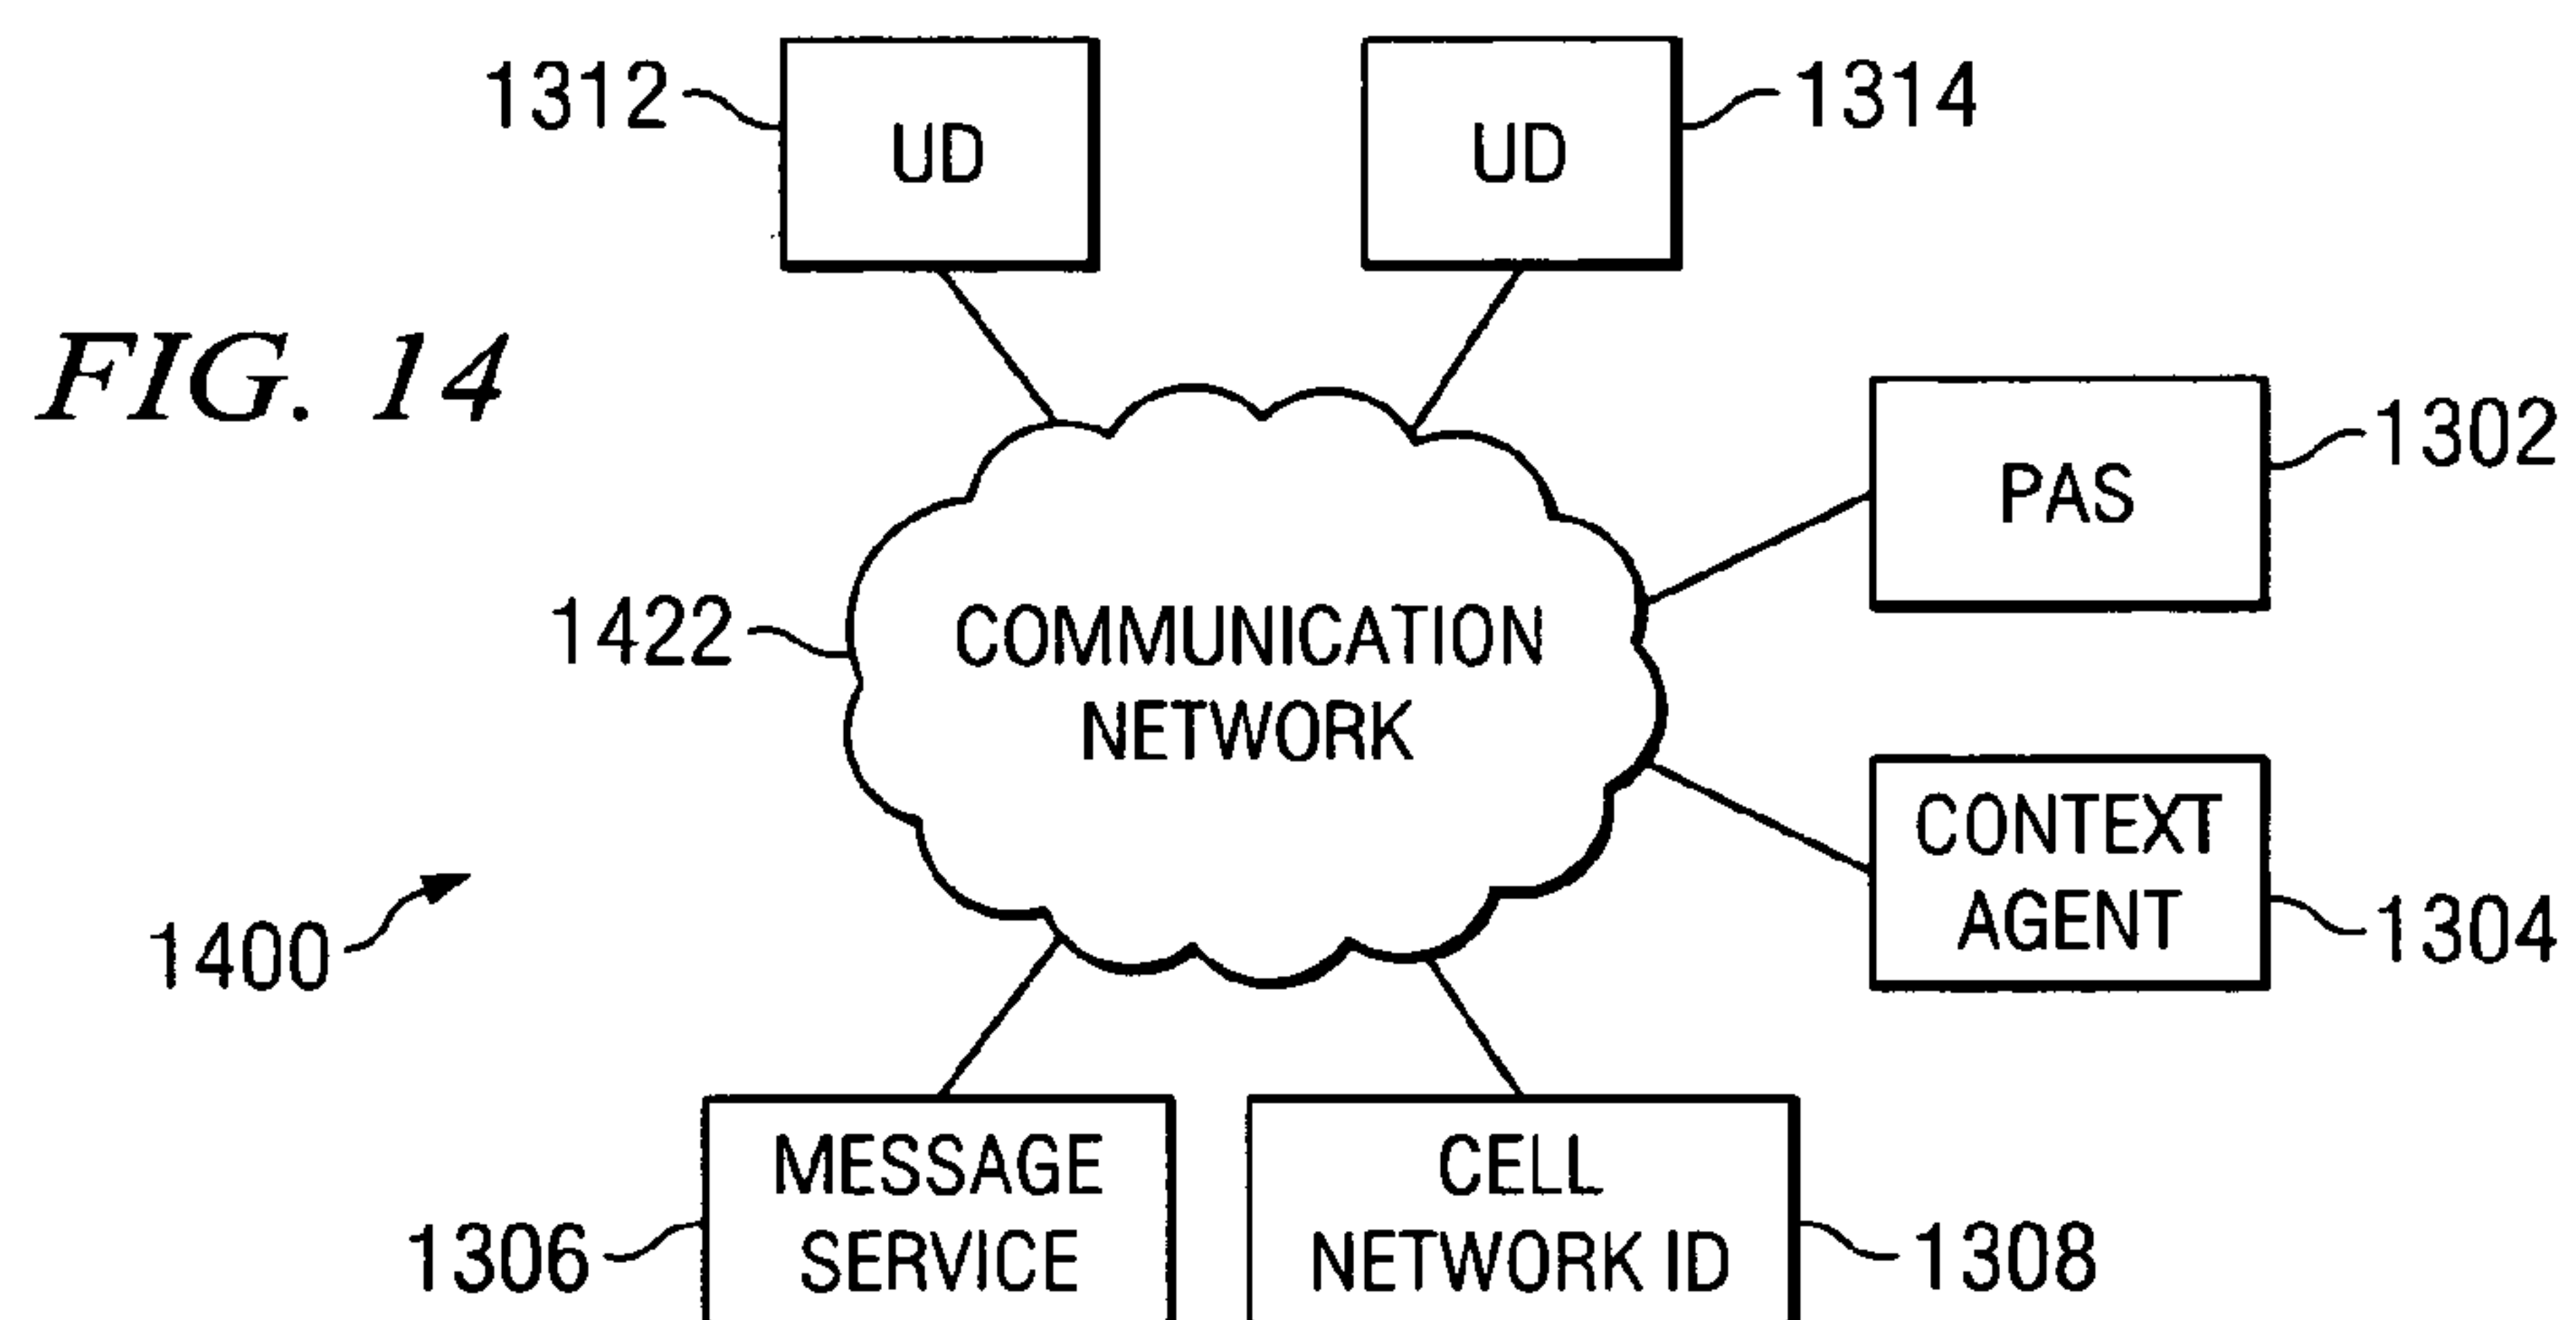 1312
UD
UD
1314
FIG. 14
1302
PAS
1422
COMMUNICATION
NETWORK
CONTEXT
AGENT
1304
1400
MESSAGE
SERVICE
1306
CELL
NETWORK ID
1308